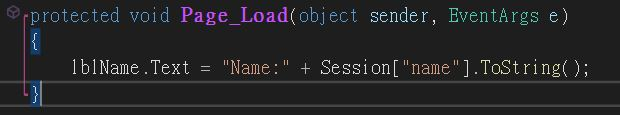 protected void Page_Load(object sender, EventArgs e)
{
lblName.Text = "Name:" + Session["name"].ToString();
}